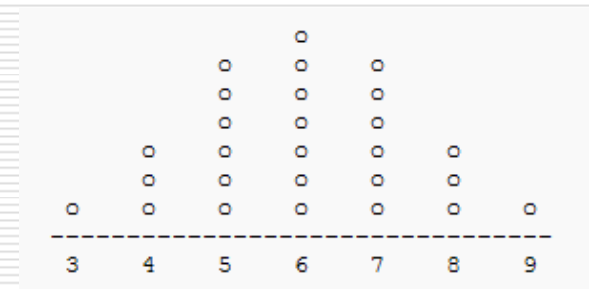 o
o o o
o o o
o o o
o o o o o
o o o o o
o o o o o o o
---------------------------------
3 4 5 6 7 8 9